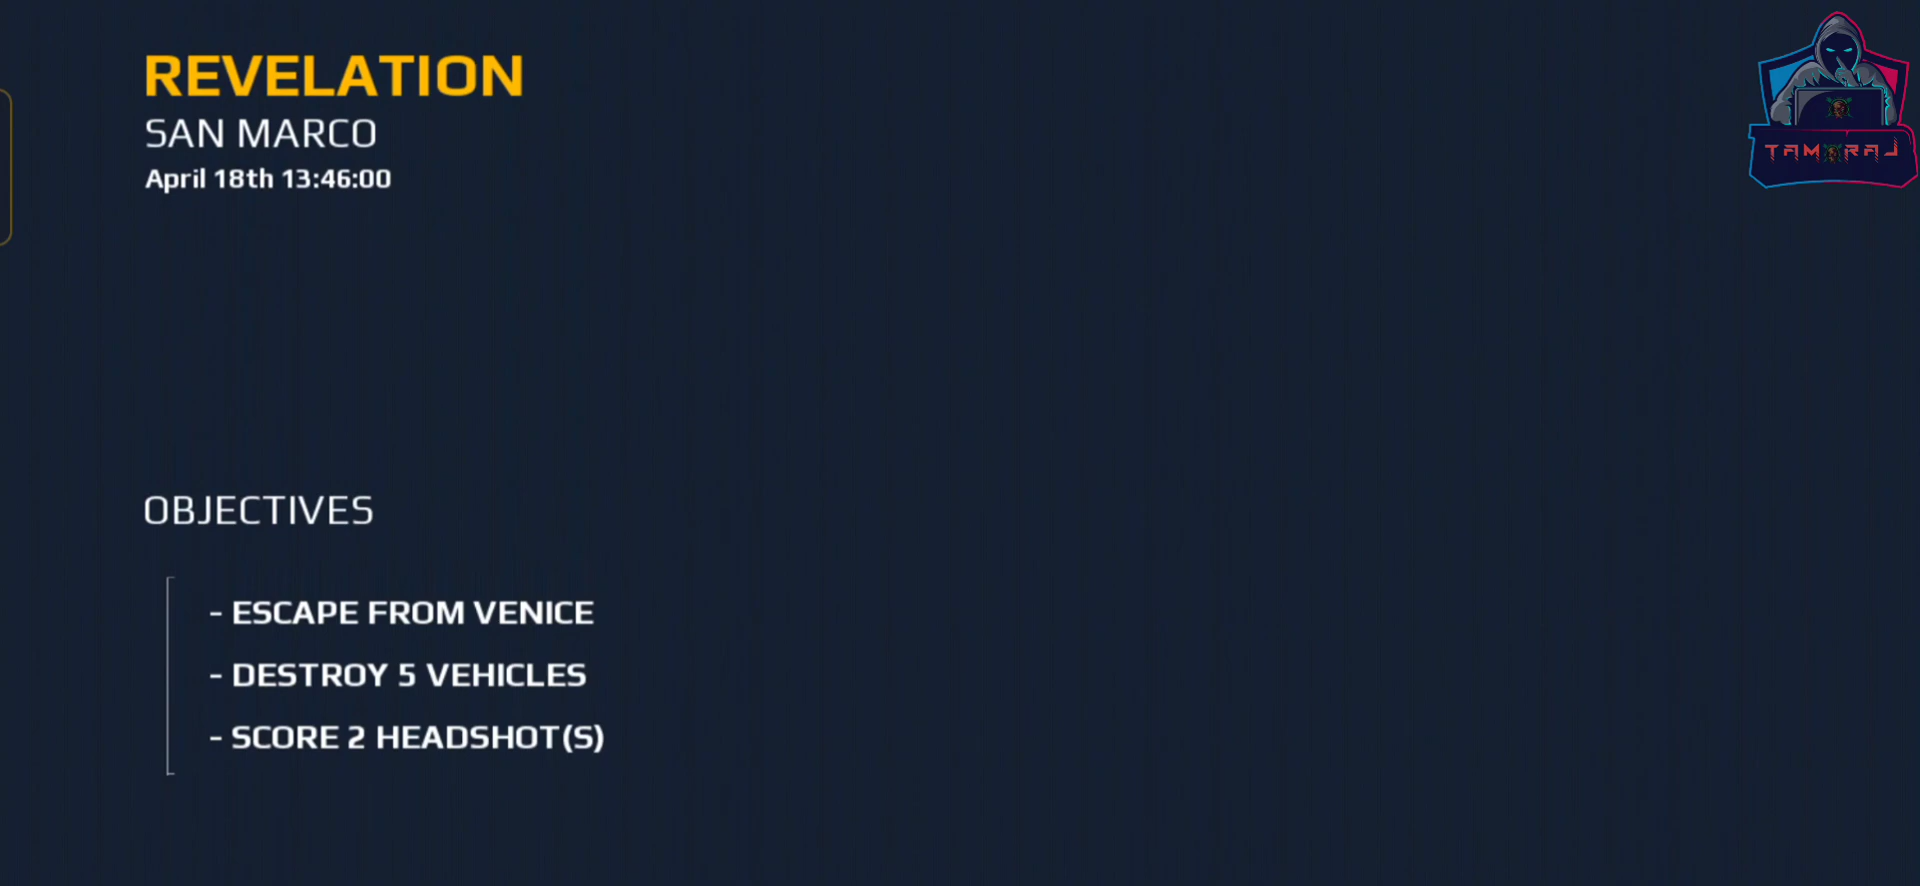 REVELATION
SAN MARCO
April 18th 13:46:00
OBJECTIVES
- ESCAPE FROM VENICE
- DESTROY 5 VEHICLES
- SCORE 2 HEADSHOT(S)